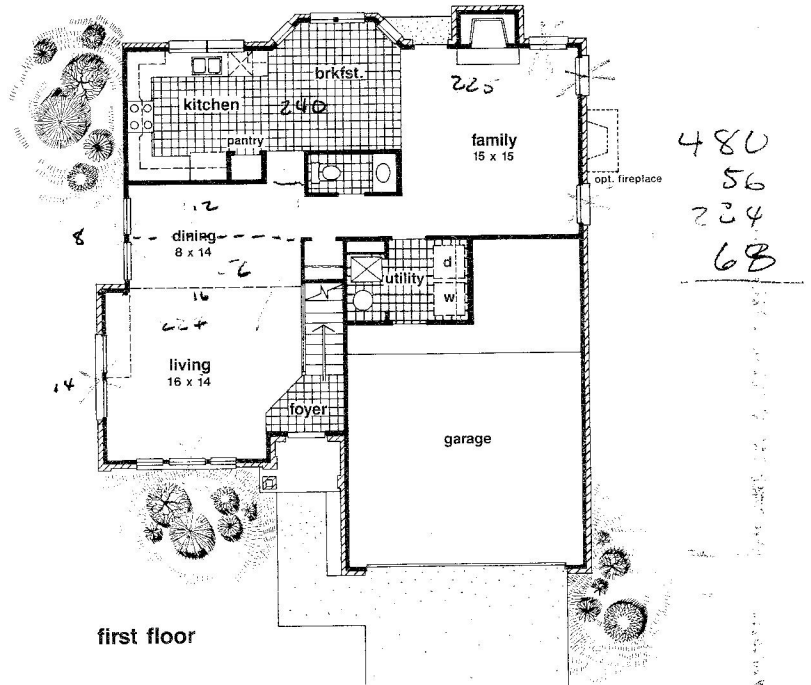 brkfst.
kitchen
240
225
pantry
family
15 x 15
opt. fireplace
480
56
224
68
12
8
dining
8 x 14
56
d
utility
w
16
224
living
16 x 14
14
foyer
garage
first floor